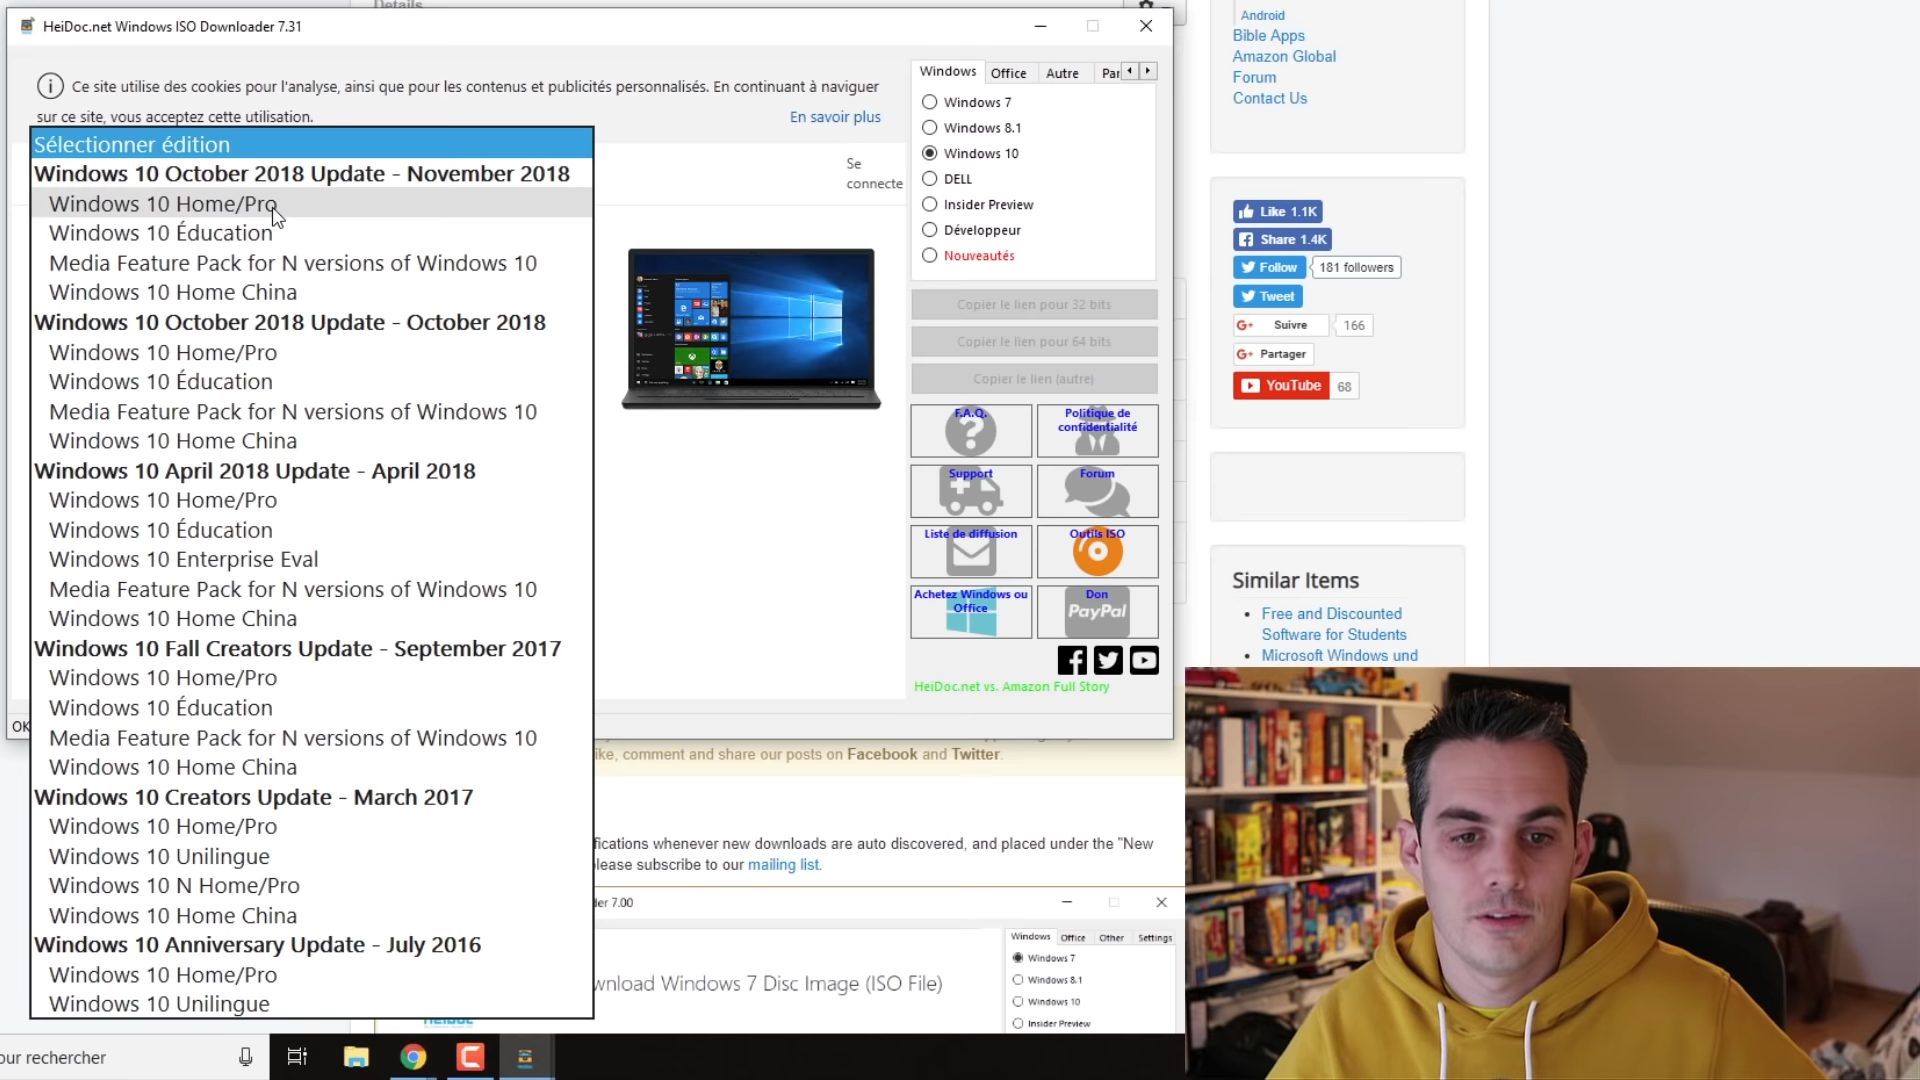 Details
HeiDoc.net Windows ISO Downloader 7.31
Ce site utilise des cookies pour l'analyse, ainsi que pour les contenus et publicités personnalisés. En continuant à naviguer
sur ce site, vous acceptez cette utilisation.
En savoir plus
Sélectionner édition
Windows 10 October 2018 Update - November 2018
Windows 10 Home/Pro
Windows 10 Éducation
Media Feature Pack for N versions of Windows 10
Windows 10 Home China
Windows 10 October 2018 Update - October 2018
Windows 10 Home/Pro
Windows 10 Éducation
Media Feature Pack for N versions of Windows 10
Windows 10 Home China
Windows 10 April 2018 Update - April 2018
Windows 10 Home/Pro
Windows 10 Éducation
Windows 10 Enterprise Eval
Media Feature Pack for N versions of Windows 10
Windows 10 Home China
Windows 10 Fall Creators Update - September 2017
Windows 10 Home/Pro
Windows 10 Éducation
Media Feature Pack for N versions of Windows 10
Windows 10 Home China
Windows 10 Creators Update - March 2017
Windows 10 Home/Pro
Windows 10 Unilingue
Windows 10 N Home/Pro
Windows 10 Home China
Windows 10 Anniversary Update - July 2016
Windows 10 Home/Pro
Windows 10 Unilingue
OK
Se
connecte
Windows Office Autre Par
Windows 7
Windows 8.1
Windows 10
DELL
Insider Preview
Développeur
Nouveautés
Copier le lien pour 32 bits
Copier le lien pour 64 bits
Copier le lien (autre)
F.A.Q.
Politique de
confidentialité
Support
Forum
Liste de diffusion
Outils ISO
Achetez Windows ou
Office
Don
PayPal
HeiDoc.net vs. Amazon Full Story
ike, comment and share our posts on Facebook and Twitter.
fications whenever new downloads are auto discovered, and placed under the "New
please subscribe to our mailing list.
der 7.00
wnload Windows 7 Disc Image (ISO File)
Windows Office Other Settings
Windows 7
Windows 8.1
Windows 10
Insider Preview
Android
Bible Apps
Amazon Global
Forum
Contact Us
Like 1.1K
Share 1.4K
Follow 181 followers
Tweet
G+ Suivre 166
G+ Partager
YouTube 68
Similar Items
Free and Discounted
Software for Students
Microsoft Windows und
our rechercher